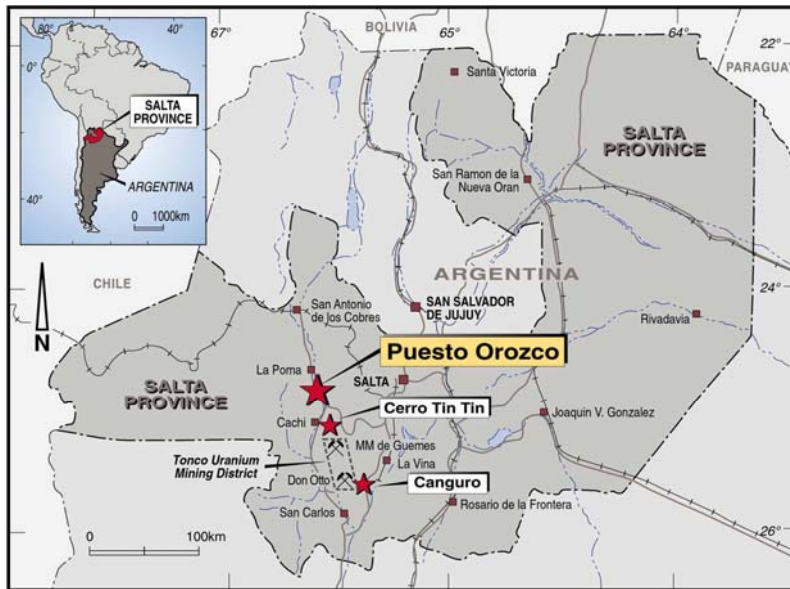 80°
40°
0°
SALTA
PROVINCE
ARGENTINA
40°
0 1000km
67°
65°
64°
22°
BOLIVIA
PARAGUAY
Santa Victoria
SALTA
PROVINCE
San Ramon de la
Nueva Oran
CHILE
ARGENTINA
24°
N
San Antonio
de los Cobres
SAN SALVADOR
DE JUJUY
Rivadavia
Puesto Orozco
La Poma
SALTA
SALTA
PROVINCE
Cerro Tin Tin
Cachi
Joaquin V. Gonzalez
Tonco Uranium
Mining District
MM de Guemes
La Vina
Don Otto
Canguro
San Carlos
Rosario de la Frontera
0 100km
26°